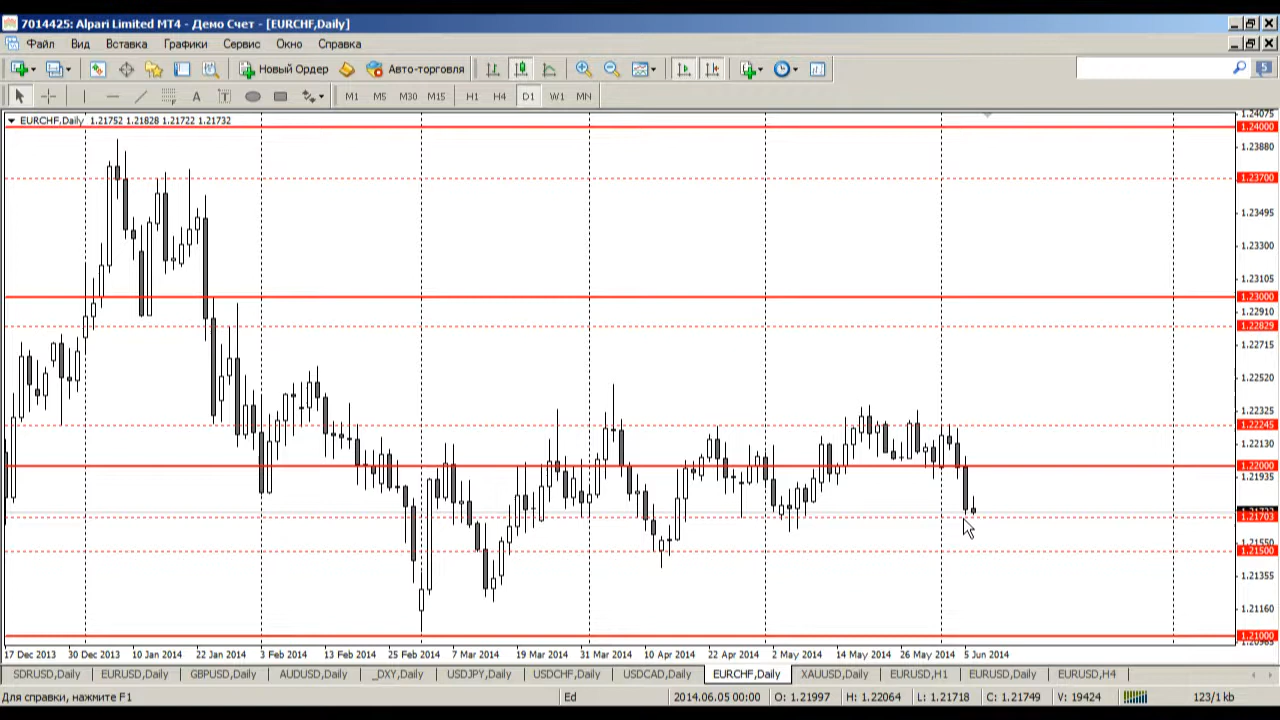 7014425: Alpari Limited MT4 - Демо Счет - [EURCHF,Daily]
Файл Вид Вставка Графики Сервис Окно Справка
Новый Ордер Авто-торговля 5
A T M1 M5 M30 M15 H1 H4 D1 W1 MN
EURCHF,Daily 1.21752 1.21828 1.21722 1.21732
1.24075
1.24000
1.23880
1.23700
1.23495
1.23300
1.23105
1.23000
1.22910
1.22829
1.22715
1.22520
1.22325
1.22245
1.22130
1.22000
1.21935
1.21703
1.21550
1.21500
1.21355
1.21160
1.21000
17 Dec 2013 30 Dec 2013 10 Jan 2014 22 Jan 2014 3 Feb 2014 13 Feb 2014 25 Feb 2014 7 Mar 2014 19 Mar 2014 31 Mar 2014 10 Apr 2014 22 Apr 2014 2 May 2014 14 May 2014 26 May 2014 5 Jun 2014
SDRUSD,Daily EURUSD,Daily GBPUSD,Daily AUDUSD,Daily _DXY,Daily USDJPY,Daily USDCHF,Daily USDCAD,Daily EURCHF,Daily XAUUSD,Daily EURUSD,H1 EURUSD,Daily EURUSD,H4
Для справки, нажмите F1 Ed 2014.06.05 00:00 O: 1.21997 H: 1.22064 L: 1.21718 C: 1.21749 V: 19424 123/1 kb